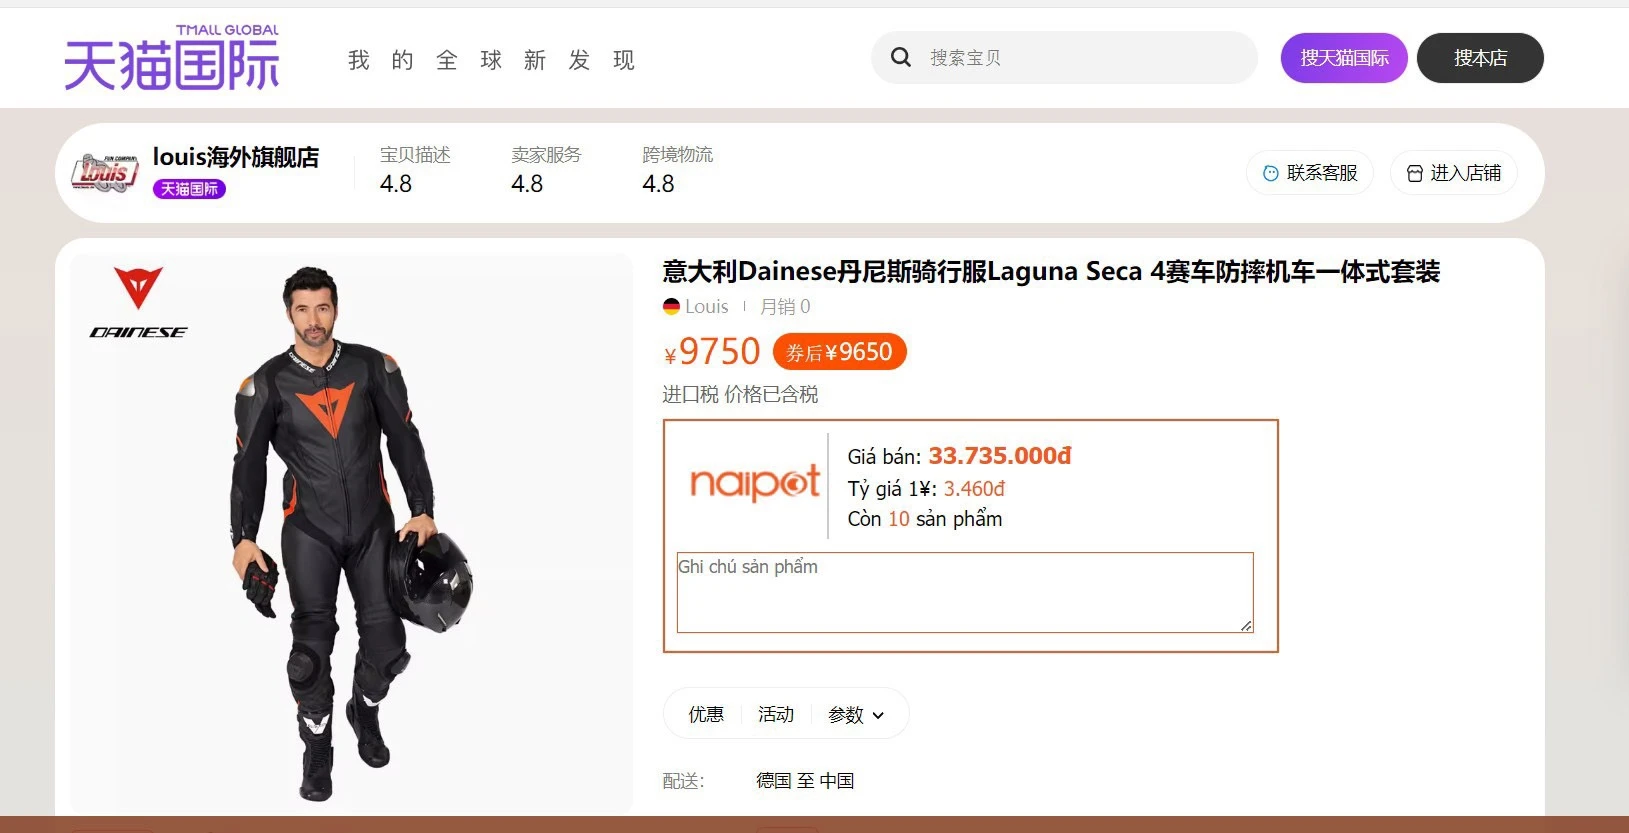 TMALL GLOBAL
天猫国际
我的全球新发现
搜索宝贝
搜天猫国际
搜本店
FUN COMPANY
Louis
louis海外旗舰店
天猫国际
宝贝描述
4.8
卖家服务
4.8
跨境物流
4.8
联系客服
进入店铺
DAINESE
DAINESE
DAINESE
意大利Dainese丹尼斯骑行服Laguna Seca 4赛车防摔机车一体式套装
Louis 月销 0
¥9750 券后¥9650
进口税 价格已含税
naipot
Giá bán: 33.735.000đ
Tỷ giá 1¥: 3.460đ
Còn 10 sản phẩm
Ghi chú sản phẩm
优惠
活动
参数
配送:
德国 至 中国